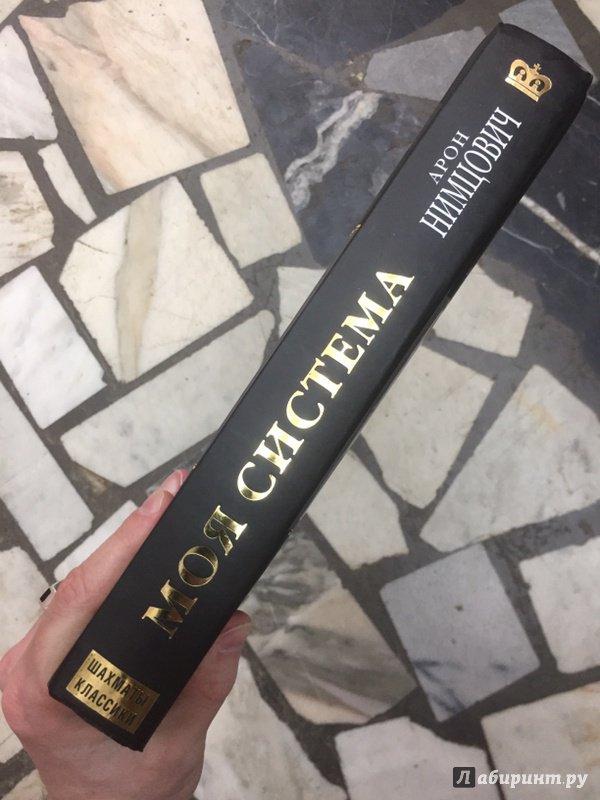 АРОН
НИМЦОВИЧ
МОЯ СИСТЕМА
ШАХМАТЫ
КЛАССИКИ
Лабиринт.ру